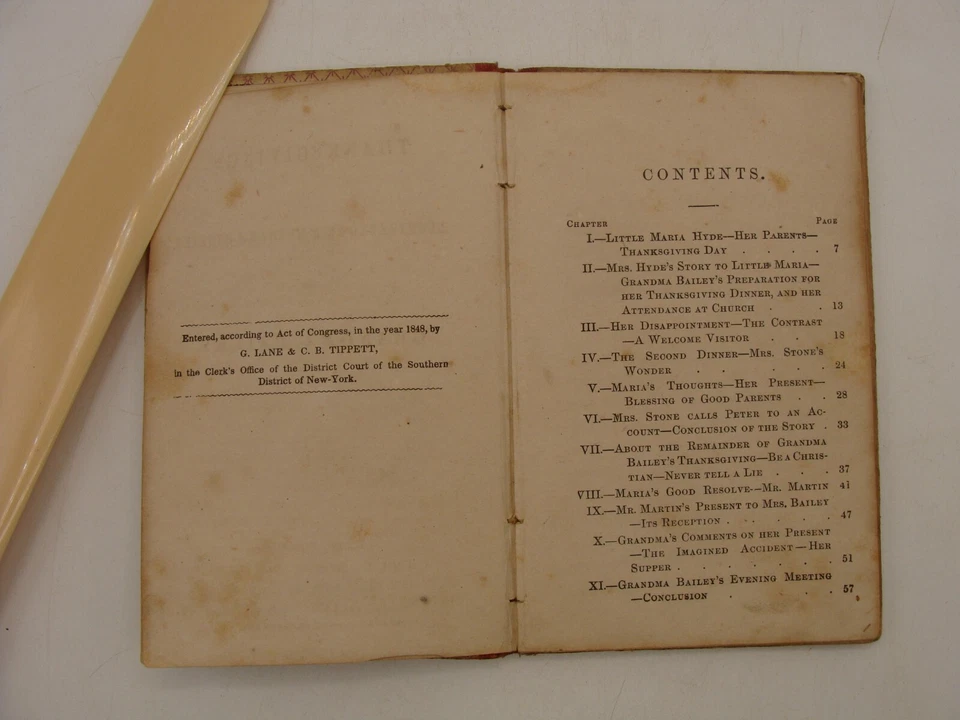 Entered, according to Act of Congress, in the year 1848, by
G. LANE & C. B. TIPPETT,
in the Clerk's Office of the District Court of the Southern
District of New-York.
CONTENTS.
CHAPTER PAGE
I.—LITTLE MARIA HYDE—HER PARENTS—
THANKSGIVING DAY . . . . 7
II.—MRS. HYDE'S STORY TO LITTLE MARIA—
GRANDMA BAILEY'S PREPARATION FOR
HER THANKSGIVING DINNER, AND HER
ATTENDANCE AT CHURCH . . 13
III.—HER DISAPPOINTMENT—THE CONTRAST
—A WELCOME VISITOR . . . 18
IV.—THE SECOND DINNER—MRS. STONE'S
WONDER . . . . . 24
V.—MARIA'S THOUGHTS—HER PRESENT—
BLESSING OF GOOD PARENTS . . 28
VI.—MRS. STONE CALLS PETER TO AN AC-
COUNT—CONCLUSION OF THE STORY . 33
VII.—ABOUT THE REMAINDER OF GRANDMA
BAILEY'S THANKSGIVING—BE A CHRIS-
TIAN—NEVER TELL A LIE . . . 37
VIII.—MARIA'S GOOD RESOLVE—MR. MARTIN 41
IX.—MR. MARTIN'S PRESENT TO MRS. BAILEY
—ITS RECEPTION . . . . . 47
X.—GRANDMA'S COMMENTS ON HER PRESENT
—THE IMAGINED ACCIDENT—HER
SUPPER . . . . . . . 51
XI.—GRANDMA BAILEY'S EVENING MEETING
—CONCLUSION . . . 57